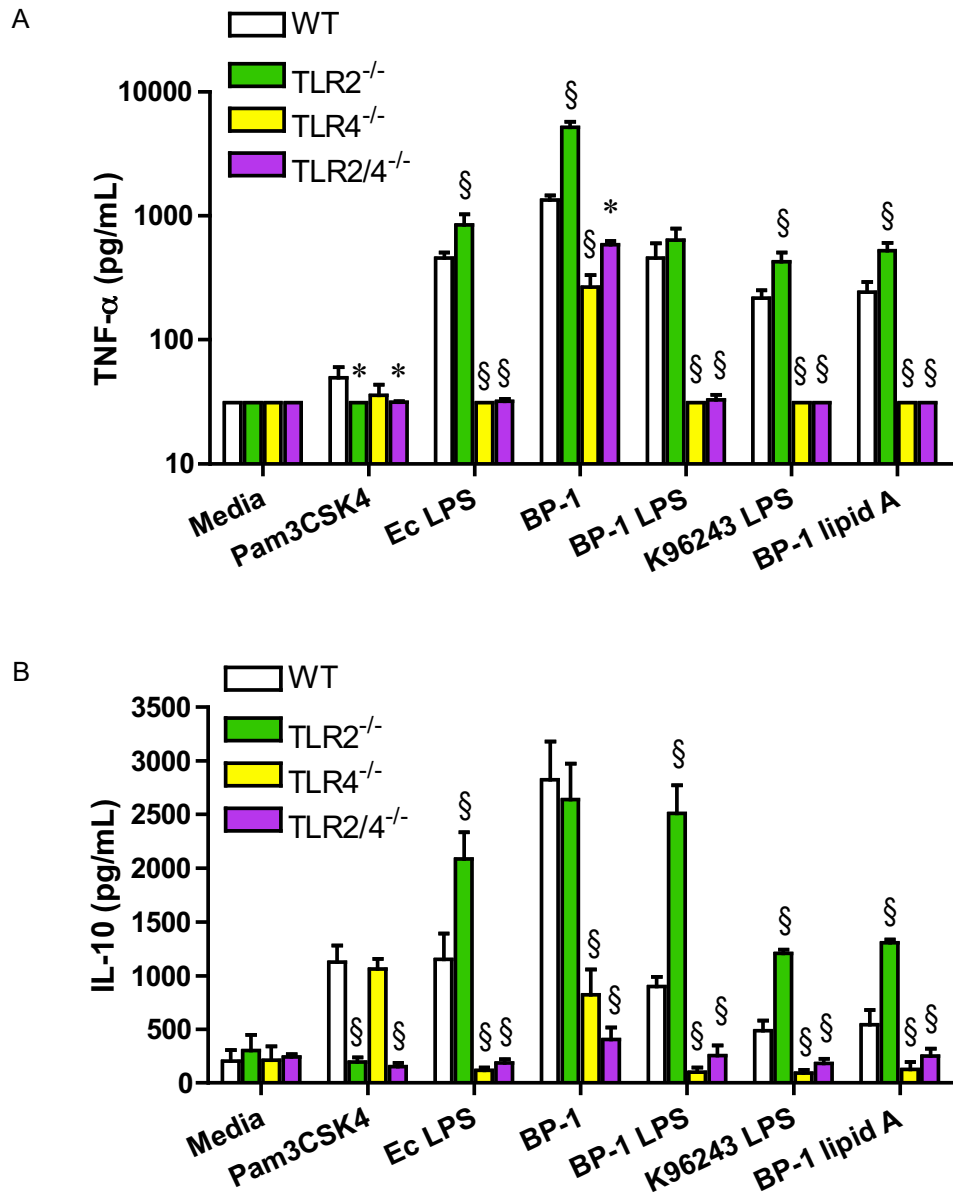 A
WT
TLR2-/-
TLR4-/-
TLR2/4-/-
TNF-α (pg/mL)
10000
1000
100
10
§
§
* *
§ §
§
*
§ §
§
§ §
§
§ §
Media
Pam3CSK4
Ec LPS
BP-1
BP-1 LPS
K96243 LPS
BP-1 lipid A
B
WT
TLR2-/-
TLR4-/-
TLR2/4-/-
IL-10 (pg/mL)
3500
3000
2500
2000
1500
1000
500
0
§ §
§
§ §
§
§
§
§
§
§
§ §
§
§
§
Media
Pam3CSK4
Ec LPS
BP-1
BP-1 LPS
K96243 LPS
BP-1 lipid A